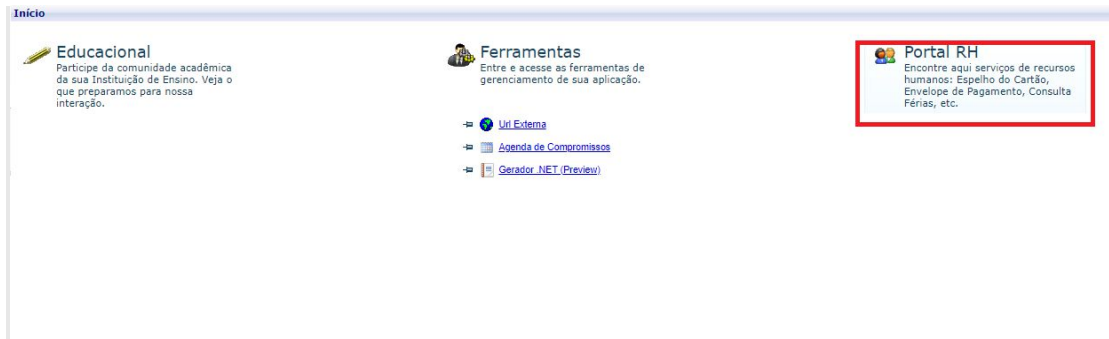 Início
Educacional
Participe da comunidade acadêmica
da sua Instituição de Ensino. Veja o
que preparamos para nossa
interação.
Ferramentas
Entre e acesse as ferramentas de
gerenciamento de sua aplicação.
Url Externa
Agenda de Compromissos
Gerador .NET (Preview)
Portal RH
Encontre aqui serviços de recursos
humanos: Espelho do Cartão,
Envelope de Pagamento, Consulta
Férias, etc.